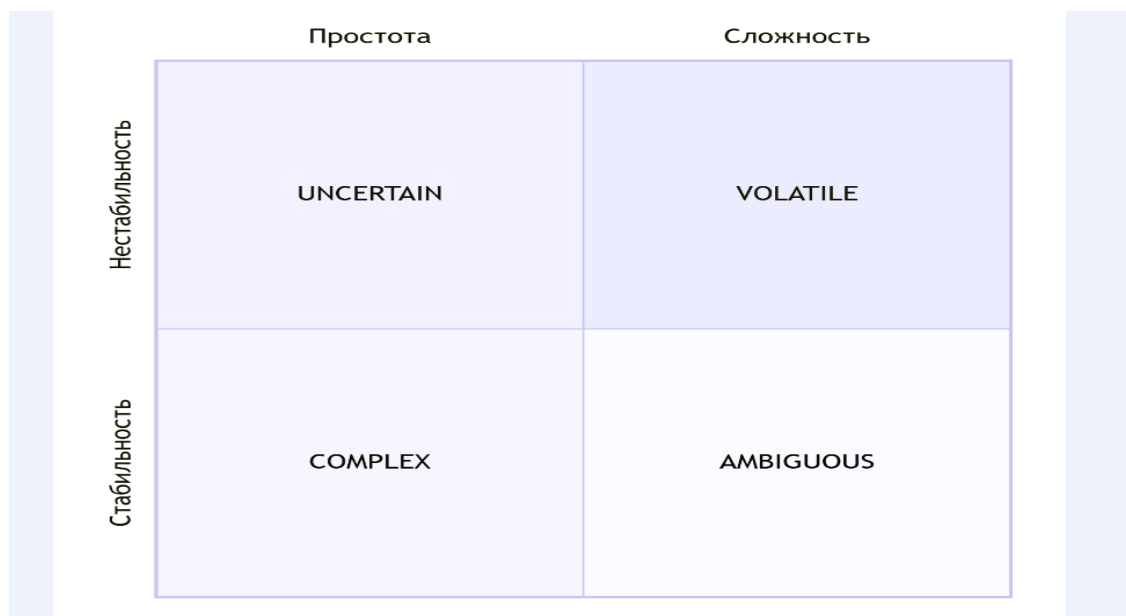 Простота
Сложность
Нестабильность
UNCERTAIN
VOLATILE
Стабильность
COMPLEX
AMBIGUOUS